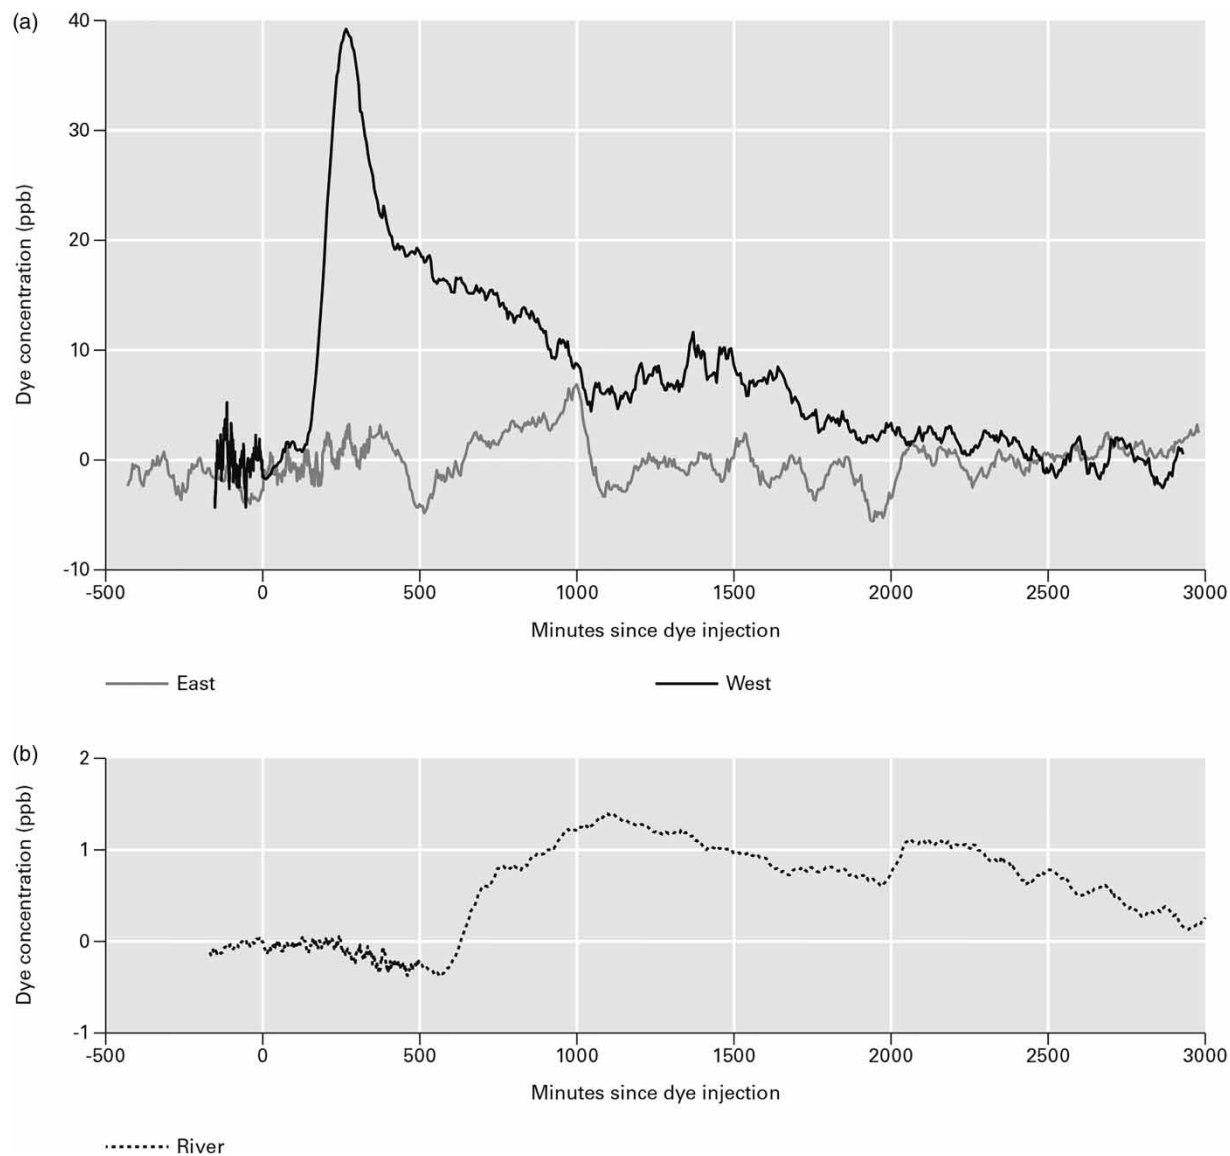 (a)
Dye concentration (ppb)
40
30
20
10
0
-10
-500 0 500 1000 1500 2000 2500 3000
Minutes since dye injection
East West
(b)
Dye concentration (ppb)
2
1
0
-1
-500 0 500 1000 1500 2000 2500 3000
Minutes since dye injection
River